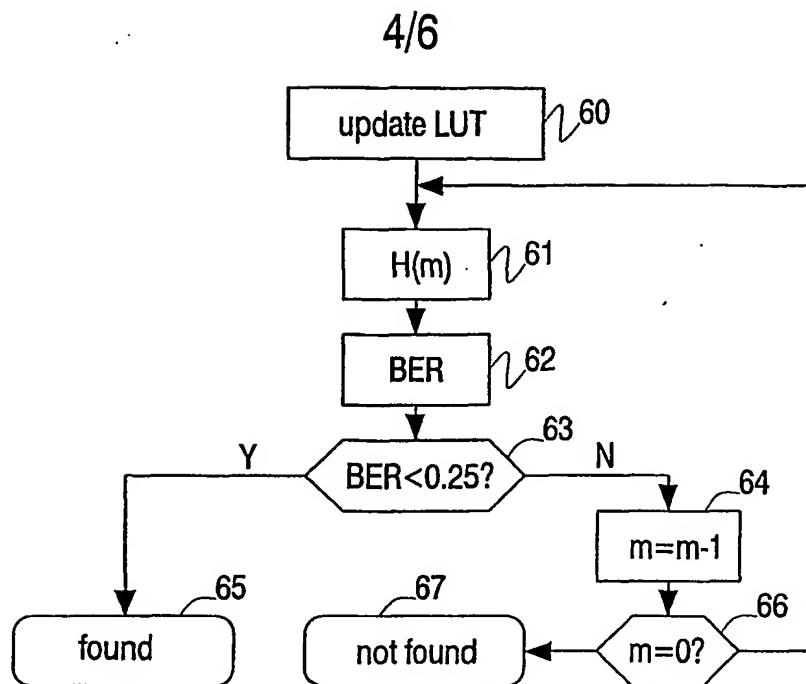 4/6
update LUT
60
H(m)
61
BER
62
BER<0.25?
63
Y
N
64
m=m-1
65
found
67
not found
66
m=0?